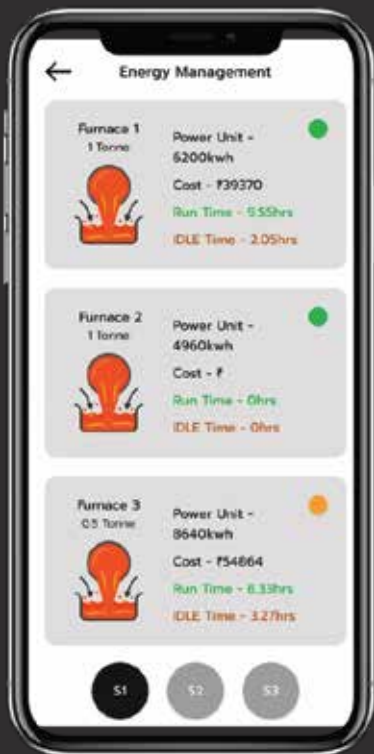 Energy Management
Furnace 1
1 Tonne
Power Unit -
6200kwh
Cost - ₹39370
Run Time - 9.55hrs
IDLE Time - 2.05hrs
Furnace 2
1 Tonne
Power Unit -
4960kwh
Cost - ₹
Run Time - 0hrs
IDLE Time - 0hrs
Furnace 3
0.5 Tonne
Power Unit -
8640kwh
Cost - ₹54864
Run Time - 6.33hrs
IDLE Time - 3.27hrs
S1 S2 S3